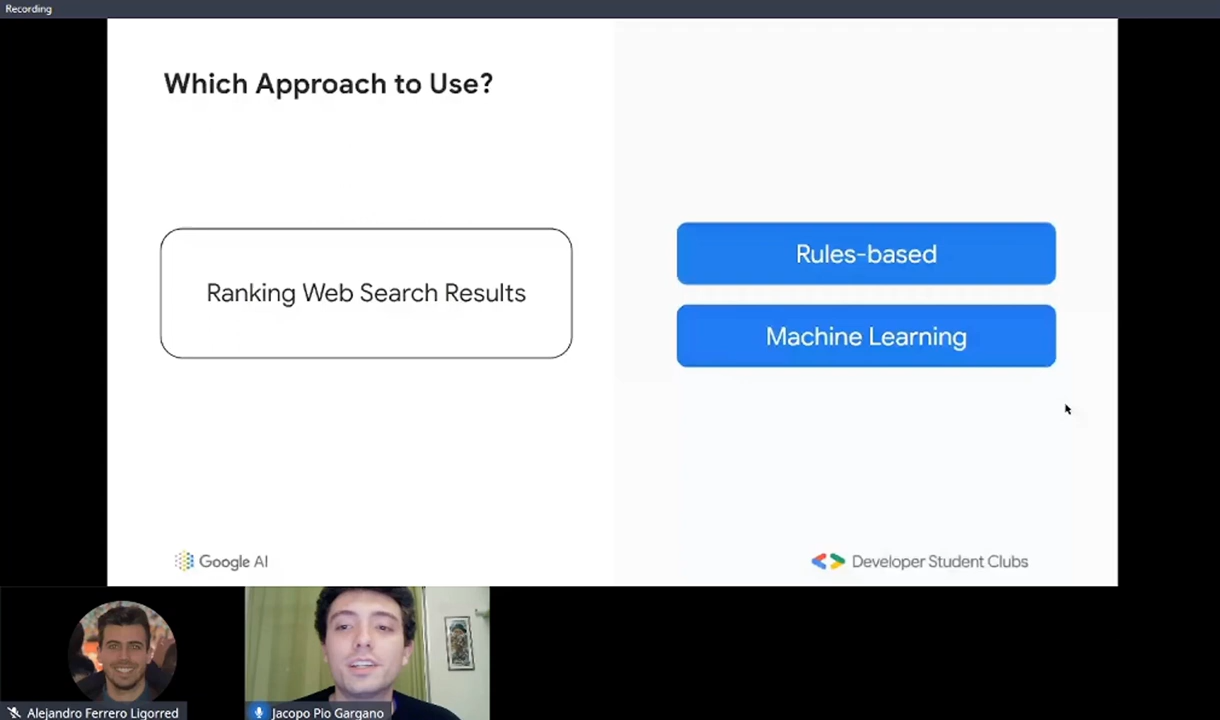 Recording
Which Approach to Use?
Ranking Web Search Results
Rules-based
Machine Learning
Google AI
Developer Student Clubs
Alejandro Ferrero Ligorred
Jacopo Pio Gargano